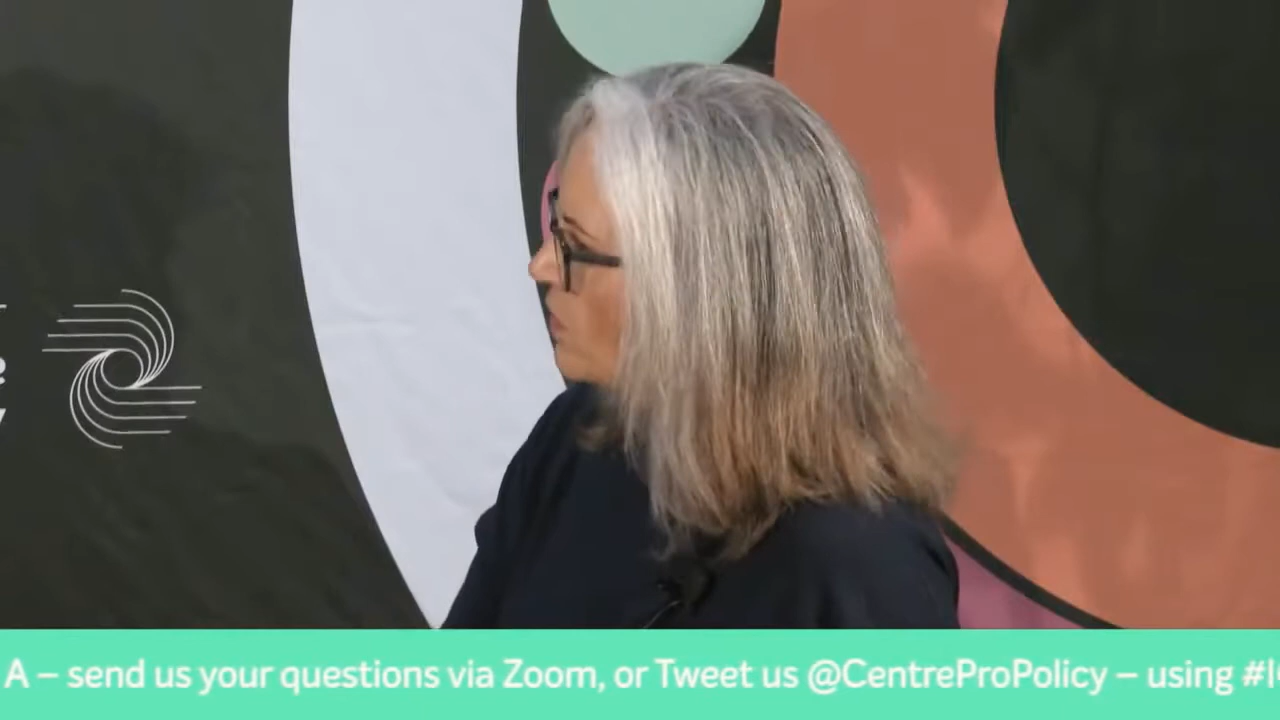 A – send us your questions via Zoom, or Tweet us @CentreProPolicy – using